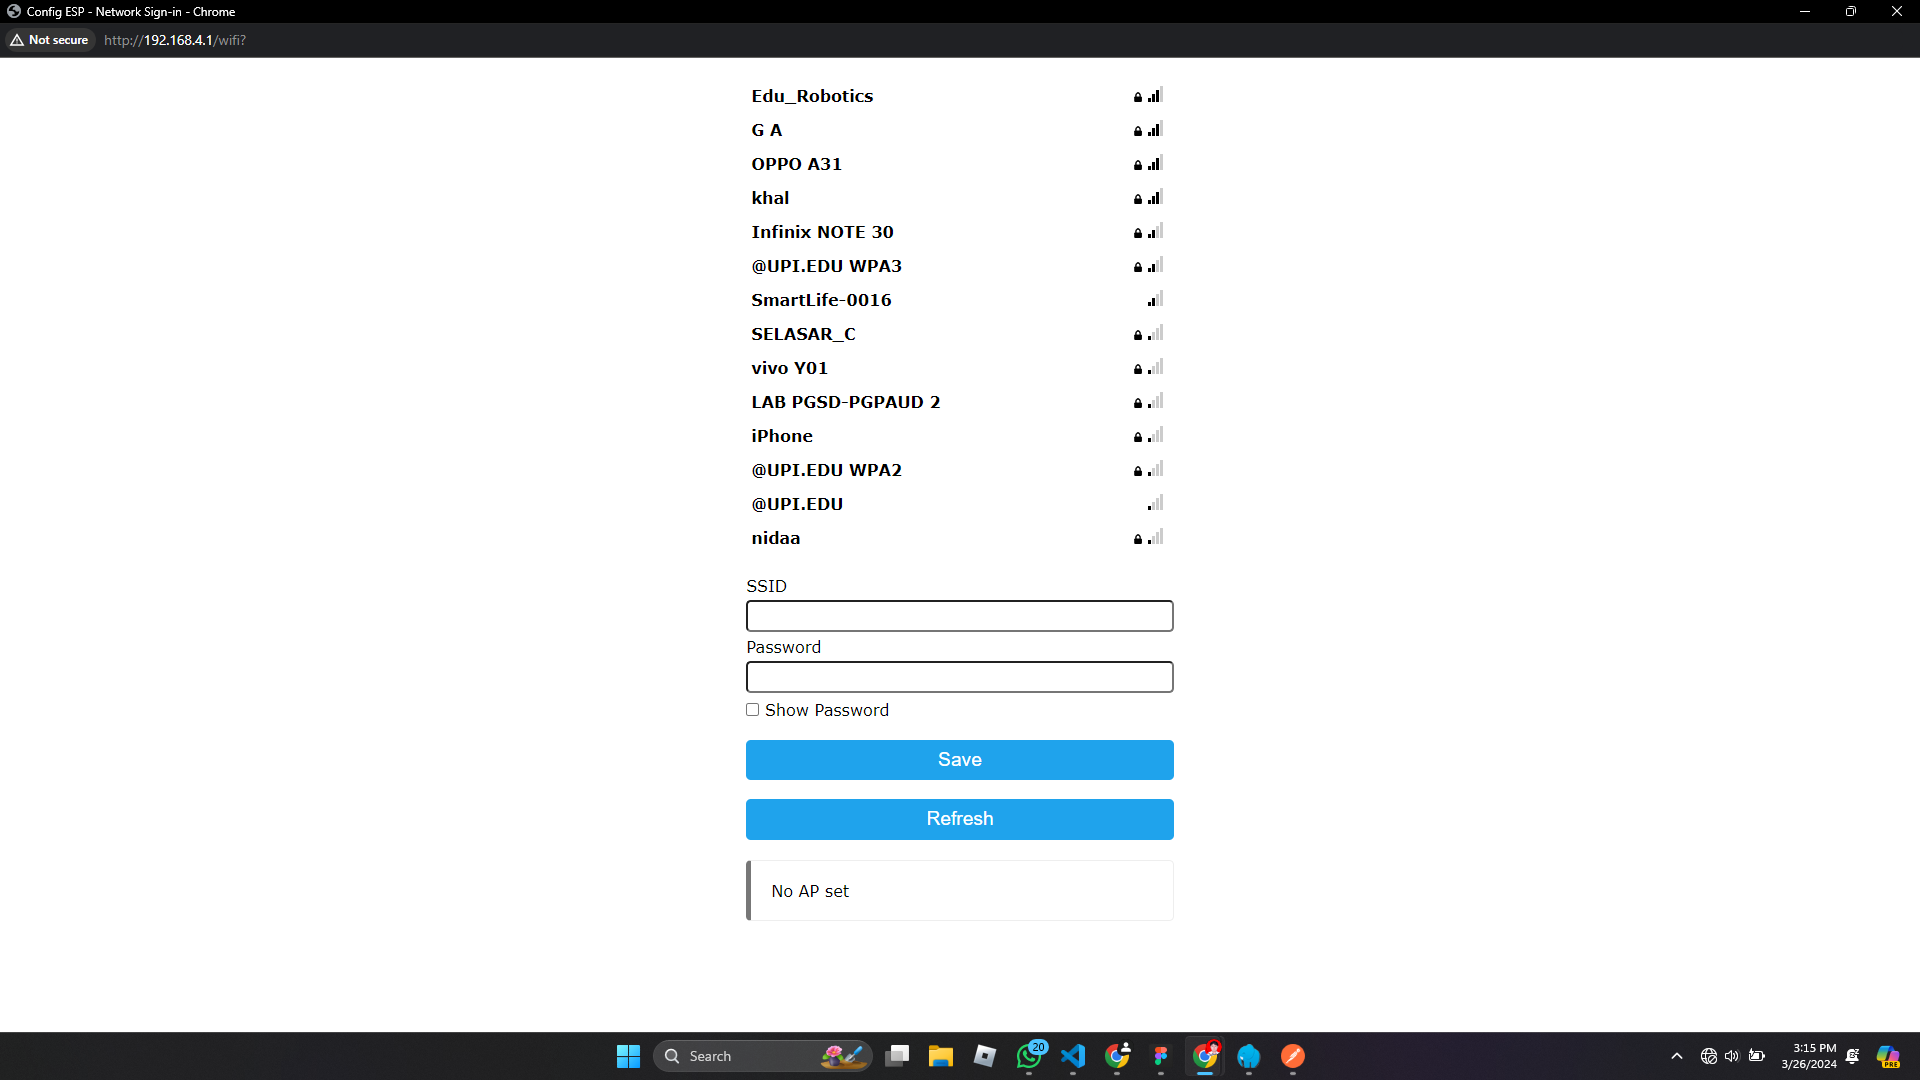 Config ESP - Network Sign-in - Chrome
Not secure http://192.168.4.1/wifi?
Edu_Robotics
G A
OPPO A31
khal
Infinix NOTE 30
@UPI.EDU WPA3
SmartLife-0016
SELASAR_C
vivo Y01
LAB PGSD-PGPAUD 2
iPhone
@UPI.EDU WPA2
@UPI.EDU
nidaa
SSID
Password
Show Password
Save
Refresh
No AP set
Search
20
3:15 PM
3/26/2024
PRE